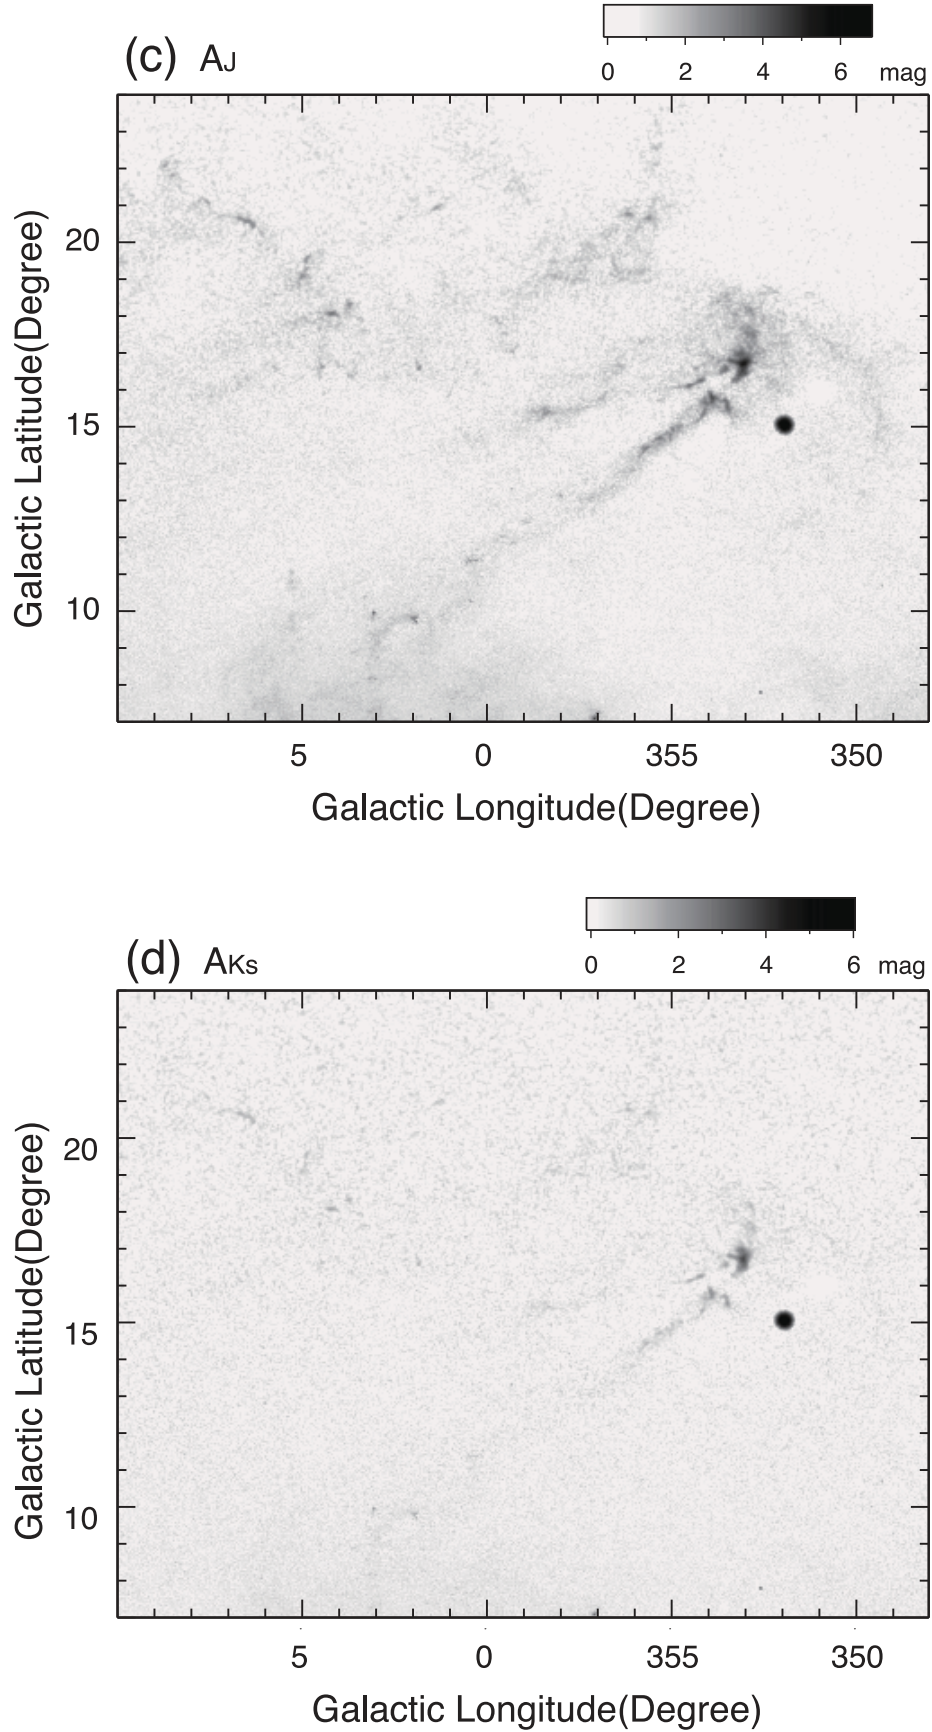 (c) AJ
0 2 4 6 mag
20
15
10
Galactic Latitude(Degree)
5 0 355 350
Galactic Longitude(Degree)
(d) AKs
0 2 4 6 mag
20
15
10
Galactic Latitude(Degree)
5 0 355 350
Galactic Longitude(Degree)